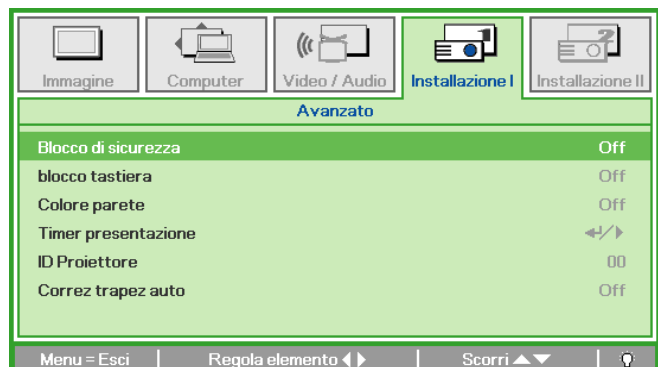 Immagine
Computer
Video / Audio
Installazione I
Installazione II
Avanzato
Blocco di sicurezza Off
blocco tastiera Off
Colore parete Off
Timer presentazione ↵/▶
ID Proiettore 00
Correz trapez auto Off
Menu = Esci Regola elemento ◀▶ Scorri ▲▼